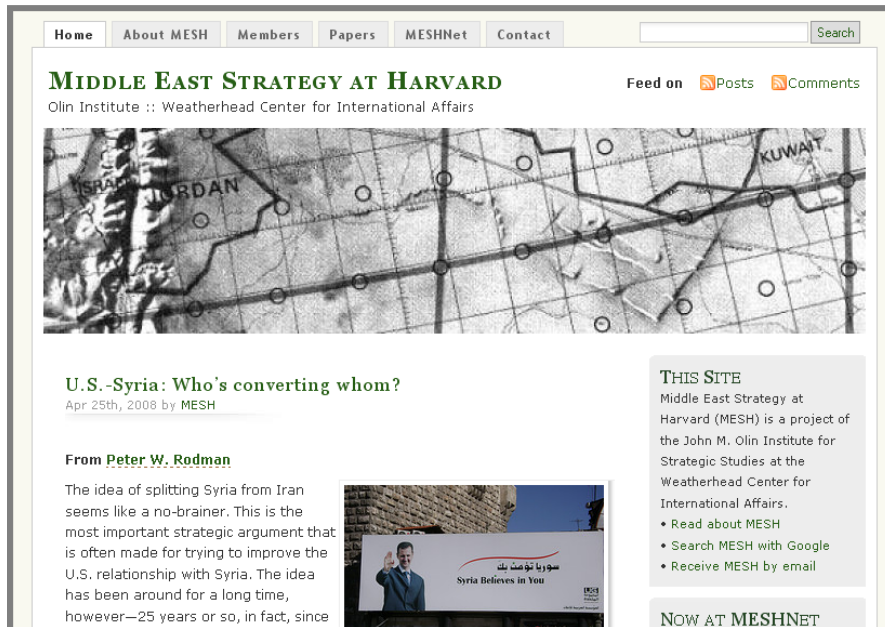 Home
About MESH
Members
Papers
MESHNet
Contact
Search
MIDDLE EAST STRATEGY AT HARVARD
Olin Institute :: Weatherhead Center for International Affairs
Feed on
Posts
Comments
ISRAEL
JORDAN
KUWAIT
U.S.-Syria: Who's converting whom?
Apr 25th, 2008 by MESH
From Peter W. Rodman
The idea of splitting Syria from Iran
seems like a no-brainer. This is the
most important strategic argument that
is often made for trying to improve the
U.S. relationship with Syria. The idea
has been around for a long time,
however—25 years or so, in fact, since
سوريا تؤمن بك
Syria Believes in You
THIS SITE
Middle East Strategy at
Harvard (MESH) is a project of
the John M. Olin Institute for
Strategic Studies at the
Weatherhead Center for
International Affairs.
• Read about MESH
• Search MESH with Google
• Receive MESH by email
NOW AT MESHNET